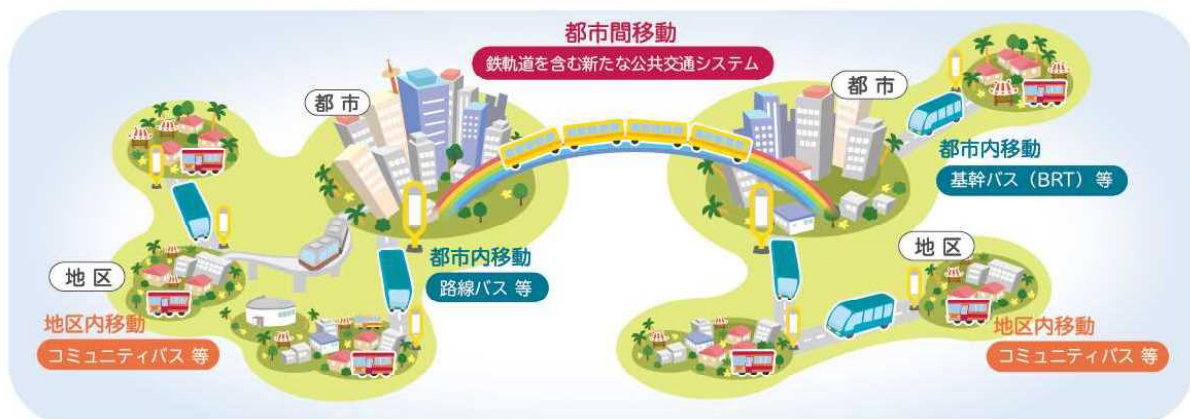 都市間移動
鉄軌道を含む新たな公共交通システム
都市
都市
都市内移動
基幹バス（BRT）等
都市内移動
路線バス 等
地区
地区内移動
コミュニティバス 等
地区
地区内移動
コミュニティバス 等